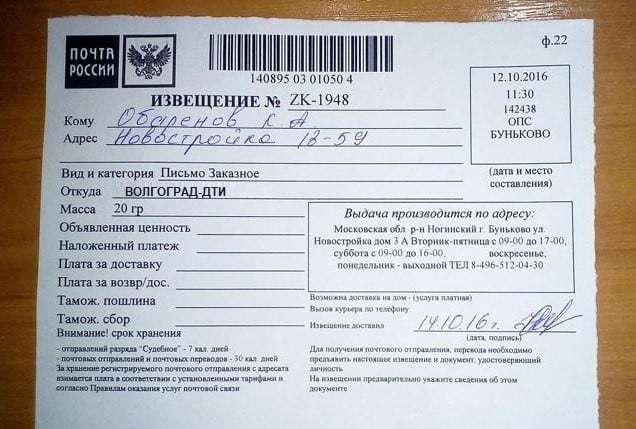 ПОЧТА
РОССИИ
140895 03 01050 4
ф.22
12.10.2016
11:30
142438
ОПС
БУНЬКОВО
(дата и место
составления)
ИЗВЕЩЕНИЕ № ZK-1948
Кому Обаренов К. А.
Адрес Новостройка 13-59
Вид и категория Письмо Заказное
Откуда ВОЛГОГРАД-ДТИ
Масса 20 гр
Объявленная ценность
Наложенный платеж
Плата за доставку
Плата за возвр/дос.
Тамож. пошлина
Тамож. сбор
Внимание! срок хранения
- отправлений разряда "Судебное" - 7 кал. дней
- почтовых отправлений и почтовых переводов - 30 кал. дней
За хранение регистрируемого почтового отправления с адресата
взимается плата в соответствии с установленными тарифами и
согласно Правилам оказания услуг почтовой связи
Выдача производится по адресу:
Московская обл. р-н Ногинский г. Буньково ул.
Новостройка дом 3 А Вторник-пятница с 09-00 до 17-00,
суббота с 09-00 до 16-00, воскресенье,
понедельник - выходной ТЕЛ 8-496-512-04-30
Возможна доставка на дом - (услуга платная)
Вызов курьера по телефону
Извещение доставил 14.10.16г.
(дата, подпись)
Для получения почтового отправления, перевода необходимо
предъявить настоящее извещение и документ, удостоверяющий
личность
На извещении предварительно укажите сведения об этом
документе